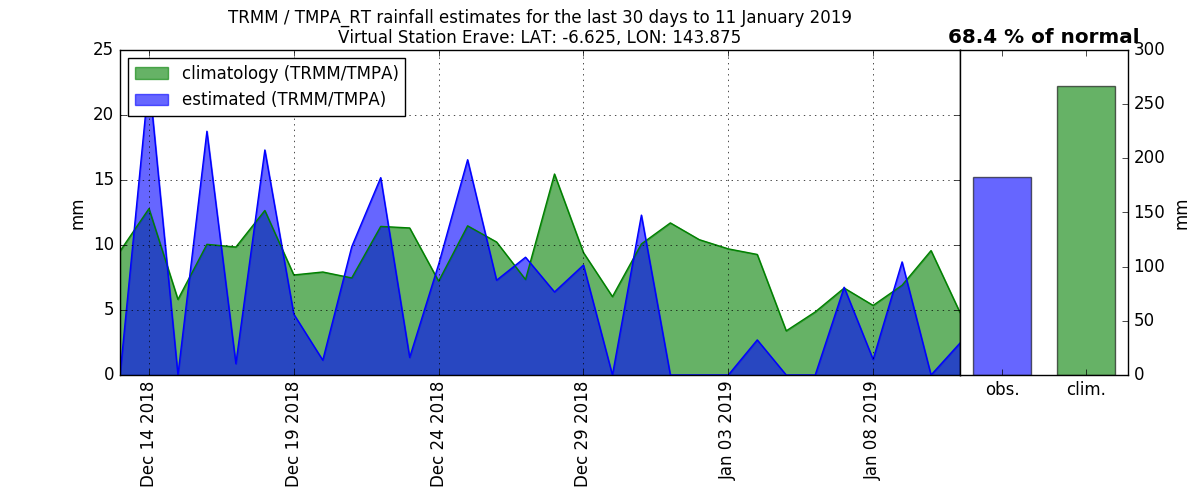 TRMM / TMPA_RT rainfall estimates for the last 30 days to 11 January 2019
Virtual Station Erave: LAT: -6.625, LON: 143.875
68.4 % of normal
climatology (TRMM/TMPA)
estimated (TRMM/TMPA)
25
20
15
10
5
0
mm
Dec 14 2018
Dec 19 2018
Dec 24 2018
Dec 29 2018
Jan 03 2019
Jan 08 2019
300
250
200
150
100
50
0
mm
obs.
clim.